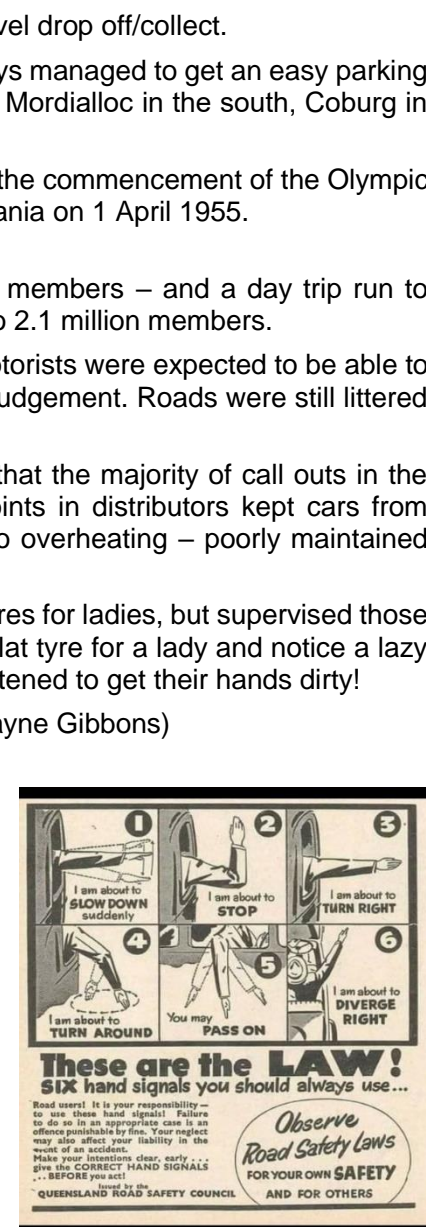 vel drop off/collect.
ys managed to get an easy parking
Mordialloc in the south, Coburg in
the commencement of the Olympic
ania on 1 April 1955.
members – and a day trip run to
o 2.1 million members.
otorists were expected to be able to
udgement. Roads were still littered
that the majority of call outs in the
oints in distributors kept cars from
o overheating – poorly maintained
res for ladies, but supervised those
lat tyre for a lady and notice a lazy
tened to get their hands dirty!
ayne Gibbons)
1
I am about to
SLOW DOWN
suddenly
2
I am about to
STOP
3
I am about to
TURN RIGHT
4
I am about to
TURN AROUND
5
You may
PASS ON
6
I am about to
DIVERGE
RIGHT
These are the LAW!
SIX hand signals you should always use...
Road users! It is your responsibility—
to use these hand signals! Failure
to do so in an appropriate case is an
offence punishable by fine. Your neglect
may also affect your liability in the
event of an accident.
Make your intentions clear, early . . .
give the CORRECT HAND SIGNALS
. . . BEFORE you act!
Issued by the
QUEENSLAND ROAD SAFETY COUNCIL
Observe
Road Safety Laws
FOR YOUR OWN SAFETY
AND FOR OTHERS